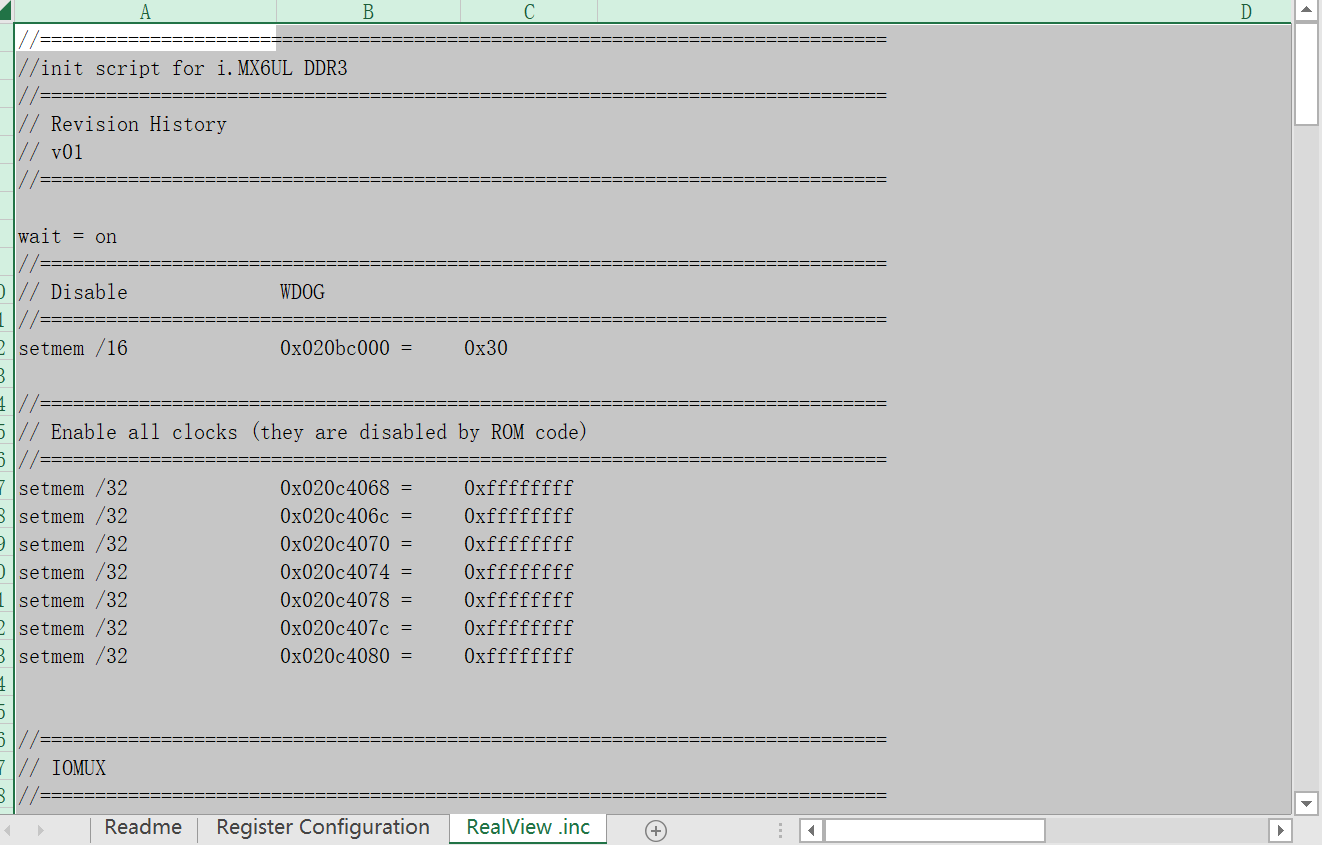 A B C D
//=============================================================================
//init script for i.MX6UL DDR3
//=============================================================================
// Revision History
// v01
//=============================================================================
wait = on
//=============================================================================
// Disable WDOG
//=============================================================================
setmem /16 0x020bc000 = 0x30
//=============================================================================
// Enable all clocks (they are disabled by ROM code)
//=============================================================================
setmem /32 0x020c4068 = 0xffffffff
setmem /32 0x020c406c = 0xffffffff
setmem /32 0x020c4070 = 0xffffffff
setmem /32 0x020c4074 = 0xffffffff
setmem /32 0x020c4078 = 0xffffffff
setmem /32 0x020c407c = 0xffffffff
setmem /32 0x020c4080 = 0xffffffff
//=============================================================================
// IOMUX
//=============================================================================
Readme Register Configuration RealView .inc